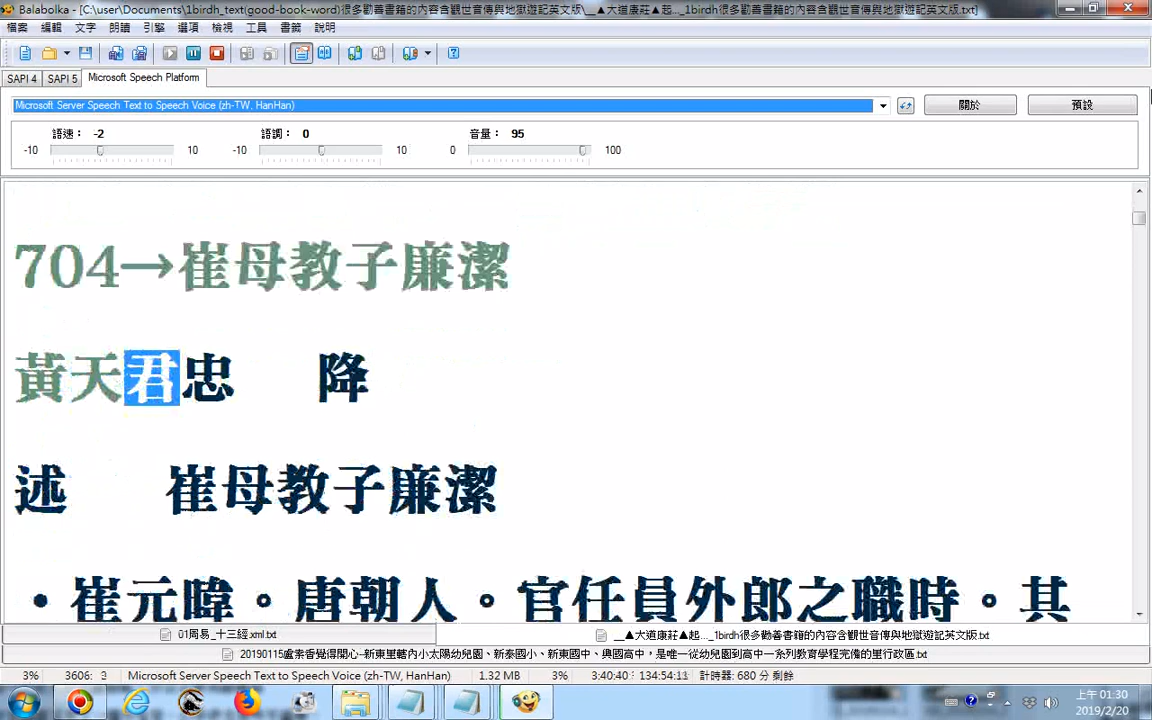 Balabolka - [C:\user\Documents\1birdh_text(good-book-word)很多勸善書籍的內容含觀世音傳與地獄遊記英文版\__▲大道康莊▲起..._1birdh很多勸善書籍的內容含觀世音傳與地獄遊記英文版.txt]
檔案 編輯 文字 朗讀 引擎 選項 檢視 工具 書籤 說明
SAPI 4 SAPI 5 Microsoft Speech Platform
Microsoft Server Speech Text to Speech Voice (zh-TW, HanHan) 關於 預設
語速： -2 語調： 0 音量： 95
-10 10 -10 10 0 100
704→崔母教子廉潔
黃天君忠 降
述 崔母教子廉潔
・崔元暐。唐朝人。官任員外郎之職時。其
01周易_十三經.xml.txt __▲大道康莊▲起..._1birdh很多勸善書籍的內容含觀世音傳與地獄遊記英文版.txt
20190115盧素香覺得開心-新東里轄內小太陽幼兒園、新泰國小、新東國中、興國高中，是唯一從幼兒園到高中一系列教育學程完備的里行政區.txt
3% 3606: 3 Microsoft Server Speech Text to Speech Voice (zh-TW, HanHan) 1.32 MB 3% 3:40:40 134:54:11 計時器: 680 分 剩餘
上午 01:30
2019/2/20